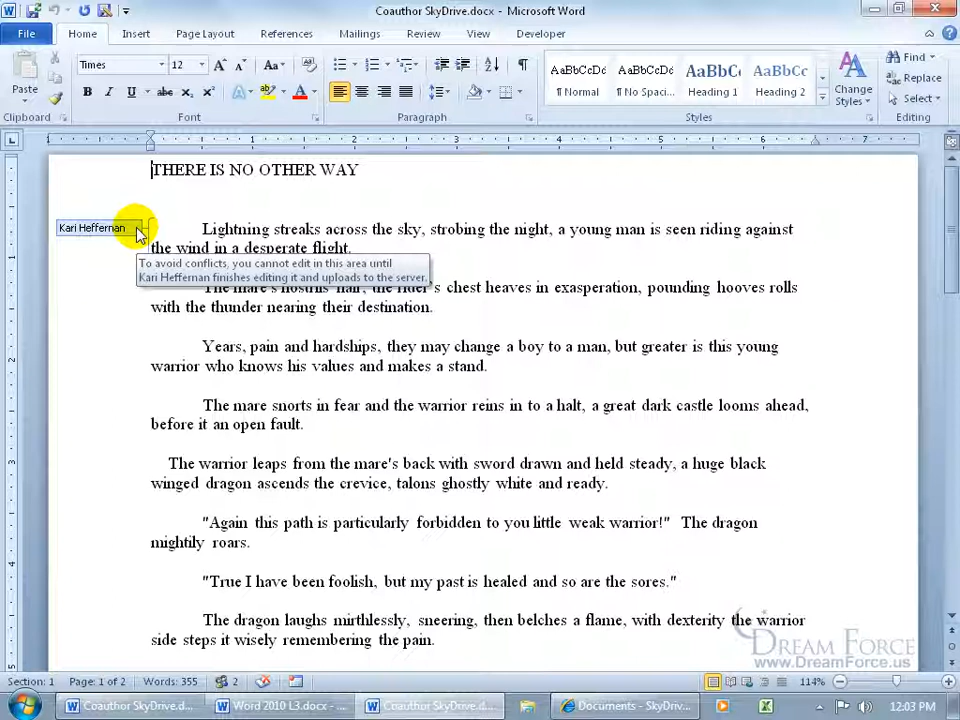 Coauthor SkyDrive.docx - Microsoft Word
File Home Insert Page Layout References Mailings Review View Developer
Times 12 Aa
AaBbCcDc AaBbCcDc AaBbC AaBbCc
¶ Normal ¶ No Spaci... Heading 1 Heading 2
Paste
Change Styles
Find
Replace
Select
Clipboard Font Paragraph Styles Editing
THERE IS NO OTHER WAY
Kari Heffernan
Lightning streaks across the sky, strobing the night, a young man is seen riding against
the wind in a desperate flight.
To avoid conflicts, you cannot edit in this area until
Kari Heffernan finishes editing it and uploads to the server.
The mare's nostrils flair, the rider's chest heaves in exasperation, pounding hooves rolls
with the thunder nearing their destination.
Years, pain and hardships, they may change a boy to a man, but greater is this young
warrior who knows his values and makes a stand.
The mare snorts in fear and the warrior reins in to a halt, a great dark castle looms ahead,
before it an open fault.
The warrior leaps from the mare's back with sword drawn and held steady, a huge black
winged dragon ascends the crevice, talons ghostly white and ready.
"Again this path is particularly forbidden to you little weak warrior!" The dragon
mightily roars.
"True I have been foolish, but my past is healed and so are the sores."
The dragon laughs mirthlessly, sneering, then belches a flame, with dexterity the warrior
side steps it wisely remembering the pain.
DREAM FORCE
www.DreamForce.us
Section: 1 Page: 1 of 2 Words: 355 2 114%
Coauthor SkyDrive.d... Word 2010 L3.docx - ... Coauthor SkyDrive.d... Documents - SkyDriv... 12:03 PM